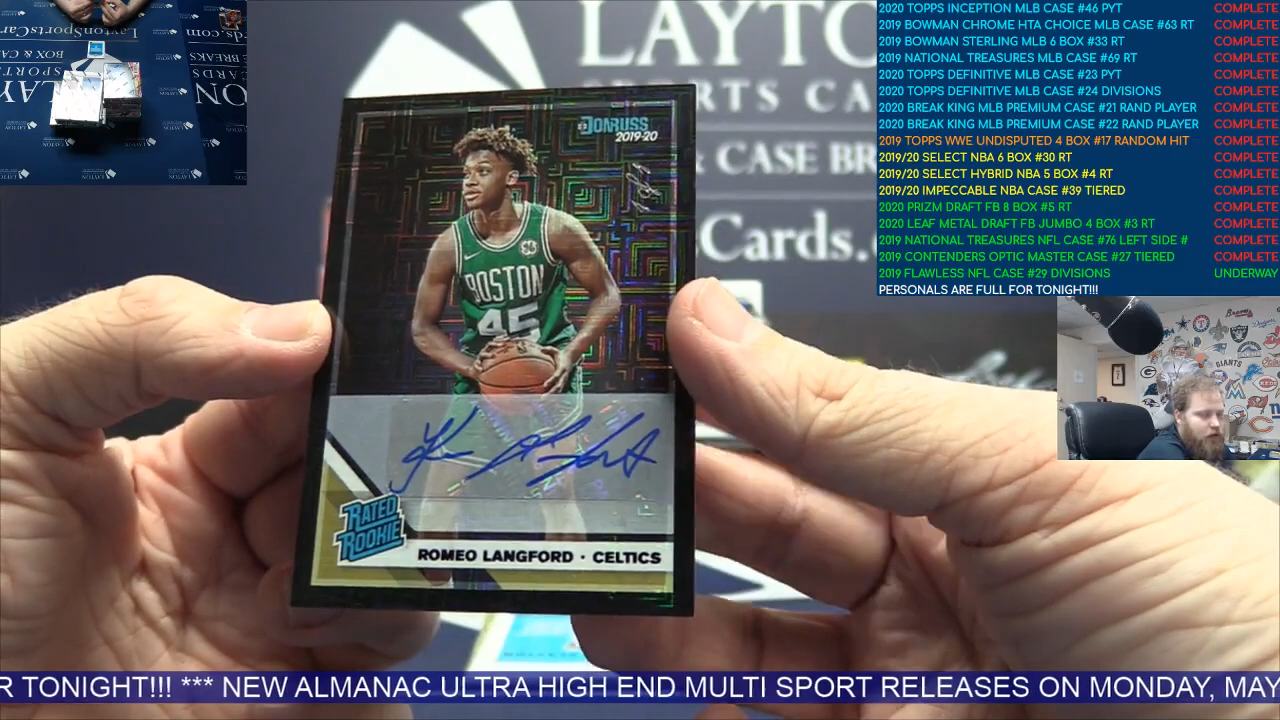 2020 TOPPS INCEPTION MLB CASE #46 PYT COMPLETE
2019 BOWMAN CHROME HTA CHOICE MLB CASE #63 RT COMPLETE
2019 BOWMAN STERLING MLB 6 BOX #33 RT COMPLETE
2019 NATIONAL TREASURES MLB CASE #69 RT COMPLETE
2020 TOPPS DEFINITIVE MLB CASE #23 PYT COMPLETE
2020 TOPPS DEFINITIVE MLB CASE #24 DIVISIONS COMPLETE
2020 BREAK KING MLB PREMIUM CASE #21 RAND PLAYER COMPLETE
2020 BREAK KING MLB PREMIUM CASE #22 RAND PLAYER COMPLETE
2019 TOPPS WWE UNDISPUTED 4 BOX #17 RANDOM HIT COMPLETE
2019/20 SELECT NBA 6 BOX #30 RT COMPLETE
2019/20 SELECT HYBRID NBA 5 BOX #4 RT COMPLETE
2019/20 IMPECCABLE NBA CASE #39 TIERED COMPLETE
2020 PRIZM DRAFT FB 8 BOX #5 RT COMPLETE
2020 LEAF METAL DRAFT FB JUMBO 4 BOX #3 RT COMPLETE
2019 NATIONAL TREASURES NFL CASE #76 LEFT SIDE # COMPLETE
2019 CONTENDERS OPTIC MASTER CASE #27 TIERED COMPLETE
2019 FLAWLESS NFL CASE #29 DIVISIONS UNDERWAY
PERSONALS ARE FULL FOR TONIGHT!!!
LAYTO
SPORTS CA
& CASE BR
Cards.c
DONRUSS
2019-20
GE
BOSTON
45
RATED
ROOKIE
ROMEO LANGFORD · CELTICS
GIANTS
R TONIGHT!!! *** NEW ALMANAC ULTRA HIGH END MULTI SPORT RELEASES ON MONDAY, MAY